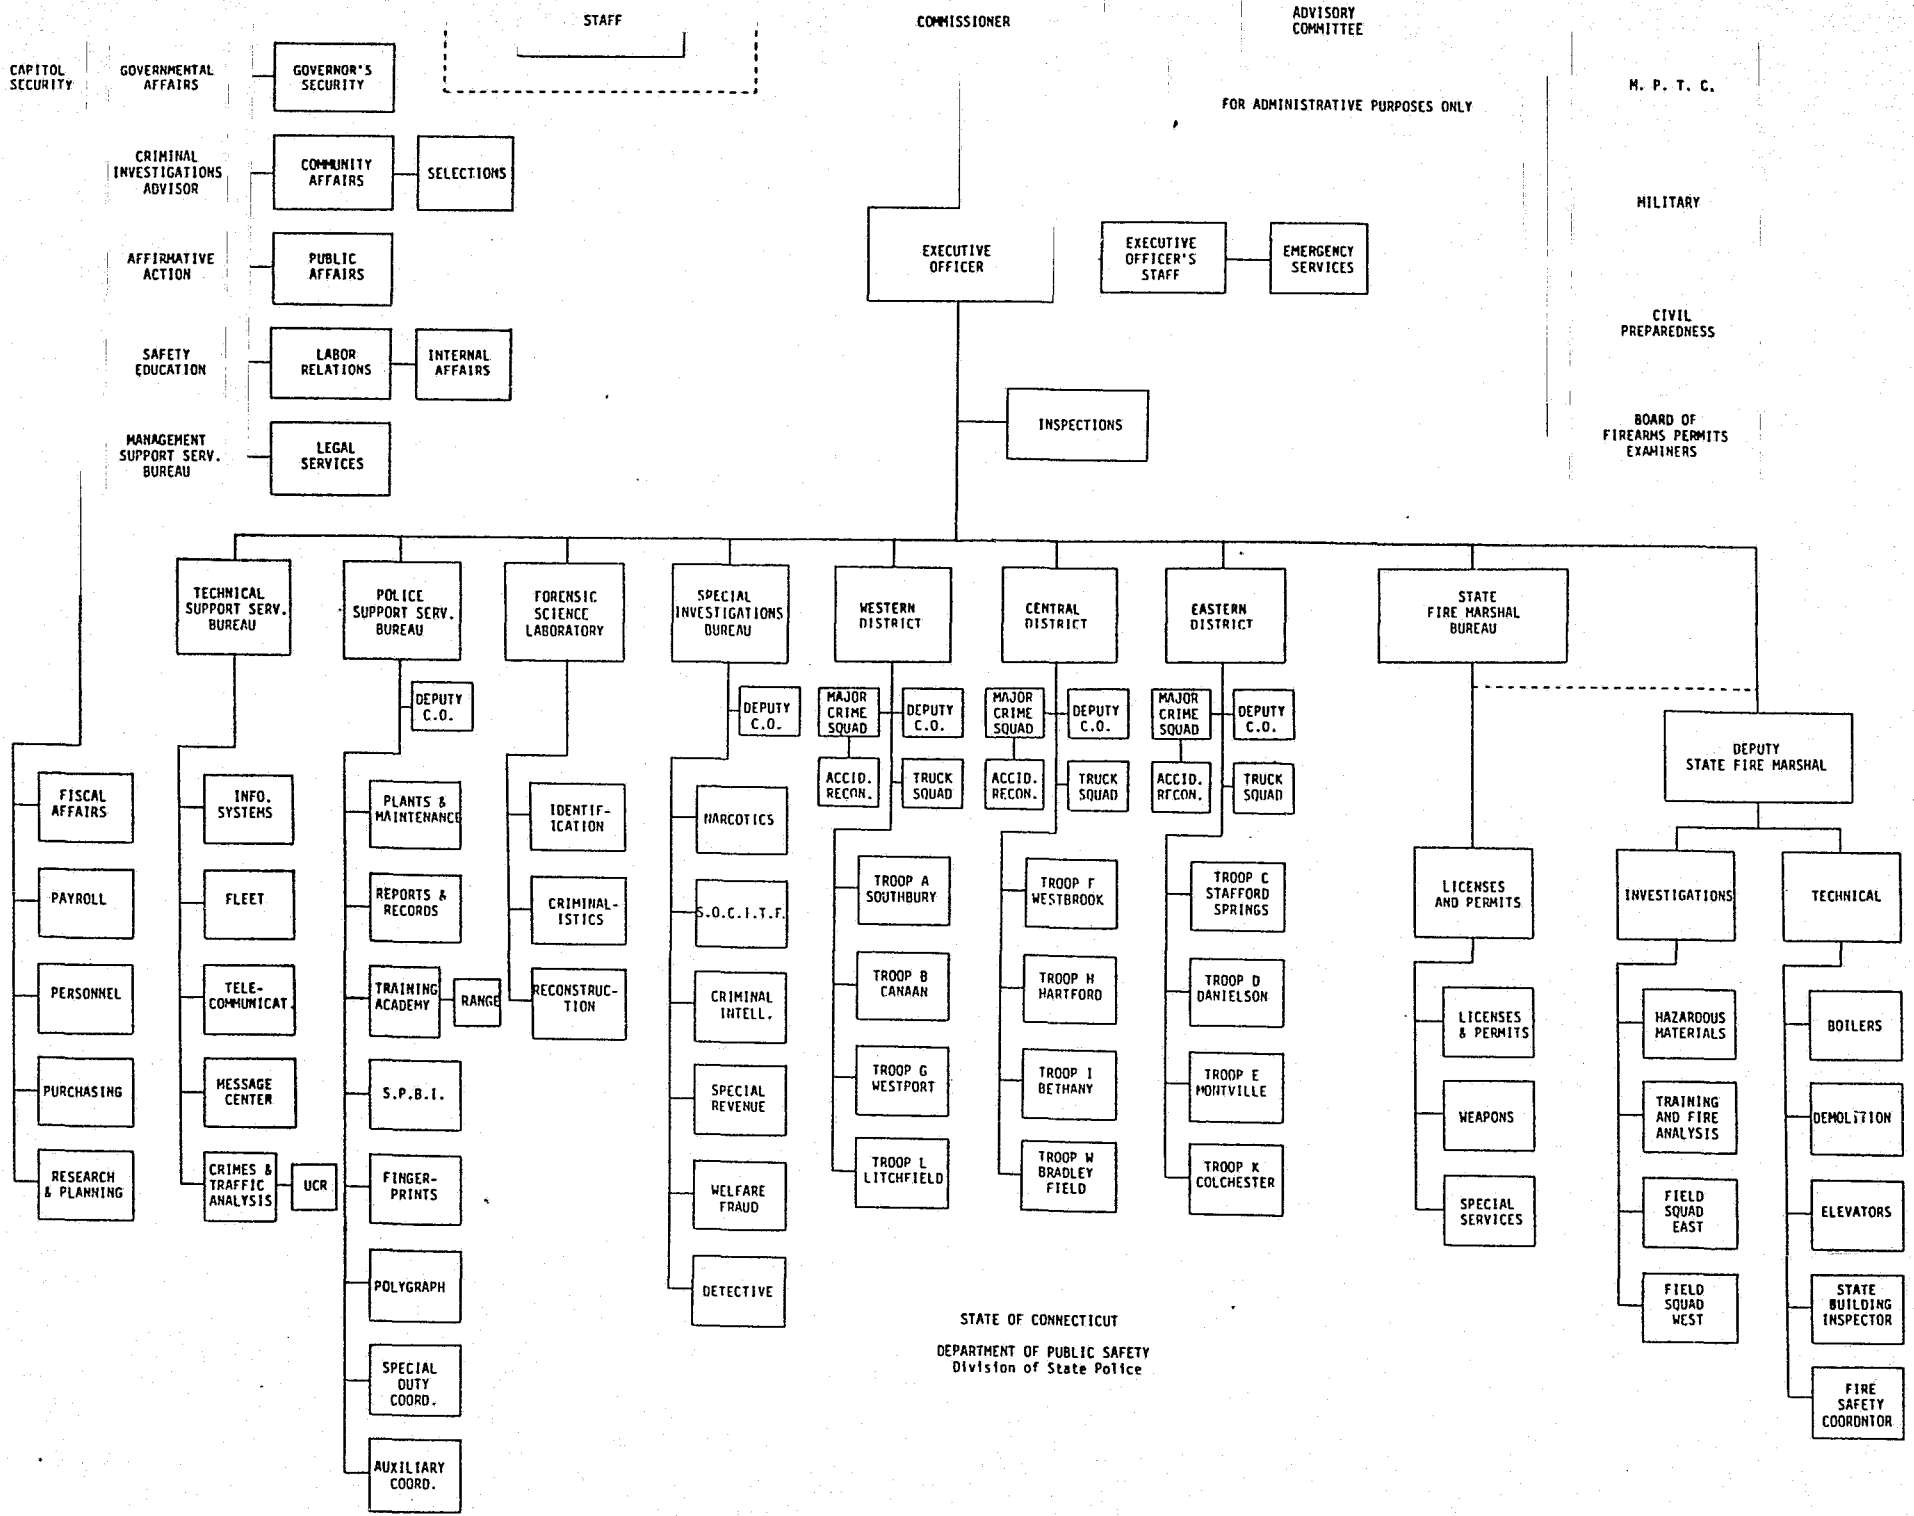 STAFF
COMMISSIONER
ADVISORY
COMMITTEE
CAPITOL
SECURITY
GOVERNMENTAL
AFFAIRS
GOVERNOR'S
SECURITY
M. P. T. C.
FOR ADMINISTRATIVE PURPOSES ONLY
CRIMINAL
INVESTIGATIONS
ADVISOR
COMMUNITY
AFFAIRS
SELECTIONS
MILITARY
AFFIRMATIVE
ACTION
PUBLIC
AFFAIRS
EXECUTIVE
OFFICER
EXECUTIVE
OFFICER'S
STAFF
EMERGENCY
SERVICES
CIVIL
PREPAREDNESS
SAFETY
EDUCATION
LABOR
RELATIONS
INTERNAL
AFFAIRS
INSPECTIONS
BOARD OF
FIREARMS PERMITS
EXAMINERS
MANAGEMENT
SUPPORT SERV.
BUREAU
LEGAL
SERVICES
TECHNICAL
SUPPORT SERV.
BUREAU
POLICE
SUPPORT SERV.
BUREAU
FORENSIC
SCIENCE
LABORATORY
SPECIAL
INVESTIGATIONS
BUREAU
WESTERN
DISTRICT
CENTRAL
DISTRICT
EASTERN
DISTRICT
STATE
FIRE MARSHAL
BUREAU
DEPUTY
C.O.
DEPUTY
C.O.
MAJOR
CRIME
SQUAD
DEPUTY
C.O.
MAJOR
CRIME
SQUAD
DEPUTY
C.O.
MAJOR
CRIME
SQUAD
DEPUTY
C.O.
DEPUTY
STATE FIRE MARSHAL
ACCID.
RECON.
TRUCK
SQUAD
ACCID.
RECON.
TRUCK
SQUAD
ACCID.
RECON.
TRUCK
SQUAD
FISCAL
AFFAIRS
PAYROLL
PERSONNEL
PURCHASING
RESEARCH
& PLANNING
INFO.
SYSTEMS
FLEET
TELE-
COMMUNICAT.
MESSAGE
CENTER
CRIMES &
TRAFFIC
ANALYSIS
UCR
PLANTS &
MAINTENANCE
REPORTS &
RECORDS
TRAINING
ACADEMY
RANGE
S.P.B.I.
FINGER-
PRINTS
POLYGRAPH
SPECIAL
DUTY
COORD.
AUXILIARY
COORD.
IDENTIF-
ICATION
CRIMINAL-
ISTICS
RECONSTRUC-
TION
NARCOTICS
S.O.C.I.T.F.
CRIMINAL
INTELL.
SPECIAL
REVENUE
WELFARE
FRAUD
DETECTIVE
TROOP A
SOUTHBURY
TROOP B
CANAAN
TROOP G
WESTPORT
TROOP L
LITCHFIELD
TROOP F
WESTBROOK
TROOP H
HARTFORD
TROOP I
BETHANY
TROOP W
BRADLEY
FIELD
TROOP C
STAFFORD
SPRINGS
TROOP D
DANIELSON
TROOP E
MONTVILLE
TROOP K
COLCHESTER
LICENSES
AND PERMITS
LICENSES
& PERMITS
WEAPONS
SPECIAL
SERVICES
INVESTIGATIONS
HAZARDOUS
MATERIALS
TRAINING
AND FIRE
ANALYSIS
FIELD
SQUAD
EAST
FIELD
SQUAD
WEST
TECHNICAL
BOILERS
DEMOLITION
ELEVATORS
STATE
BUILDING
INSPECTOR
FIRE
SAFETY
COORDNTOR
STATE OF CONNECTICUT
DEPARTMENT OF PUBLIC SAFETY
Division of State Police